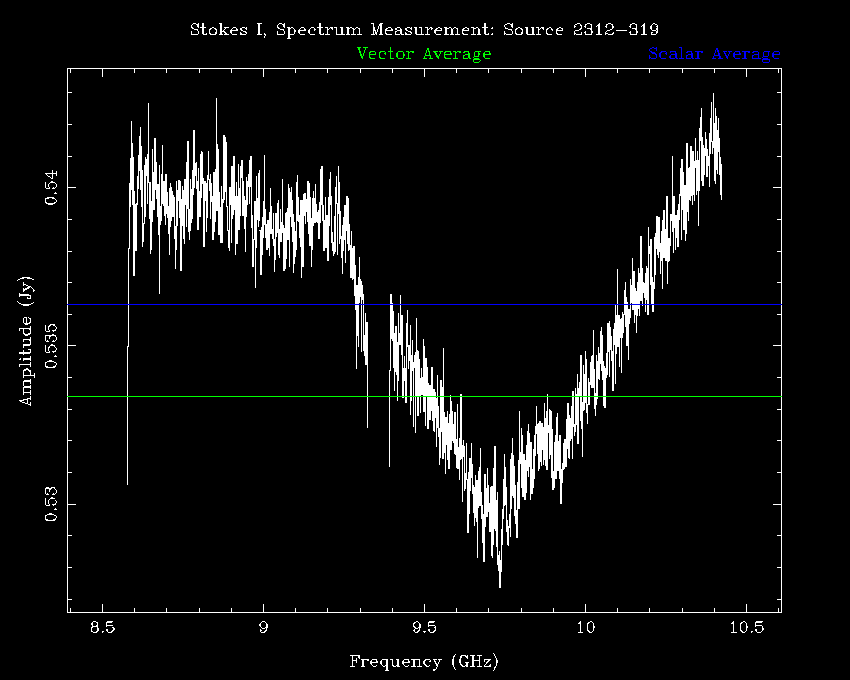 Stokes I, Spectrum Measurement: Source 2312-319
Vector Average
Scalar Average
Amplitude (Jy)
0.54
0.535
0.53
8.5
9
9.5
10
10.5
Frequency (GHz)